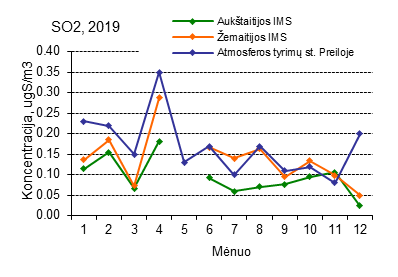 SO2, 2019
Aukštaitijos IMS
Žemaitijos IMS
Atmosferos tyrimų st. Preiloje
Koncentracija, ugS/m3
0.40
0.35
0.30
0.25
0.20
0.15
0.10
0.05
0.00
1 2 3 4 5 6 7 8 9 10 11 12
Mėnuo